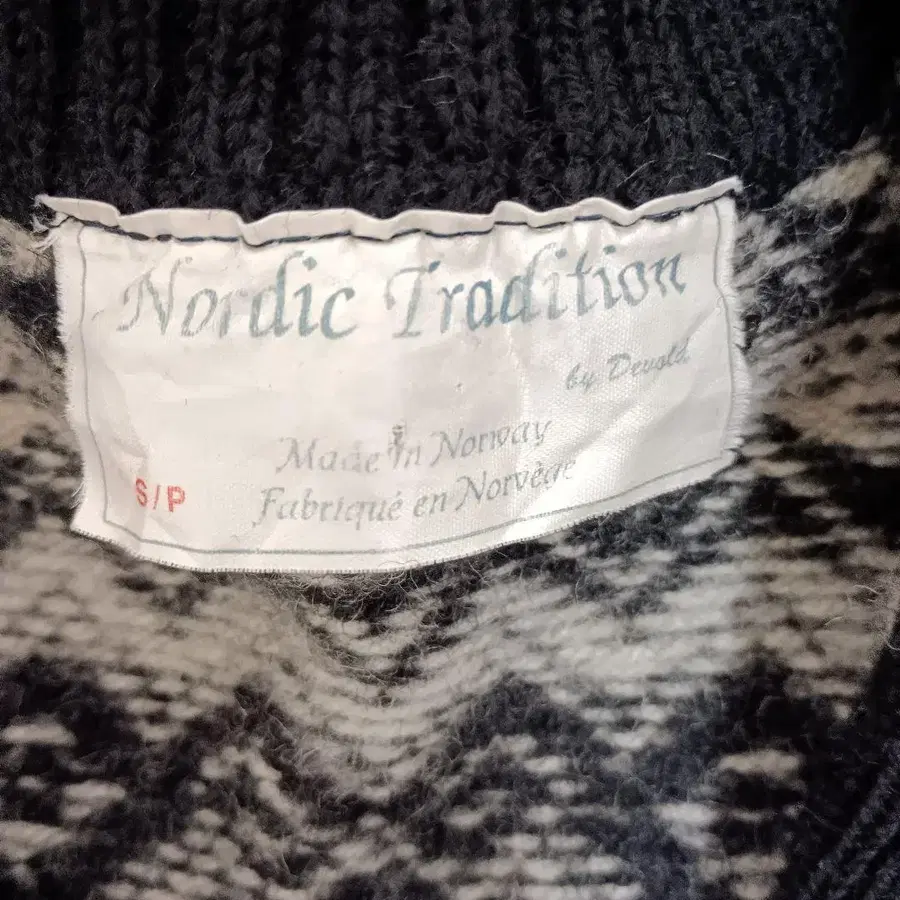 Nordic Tradition
by Devold
Made in Norway
S/P
Fabriqué en Norvège